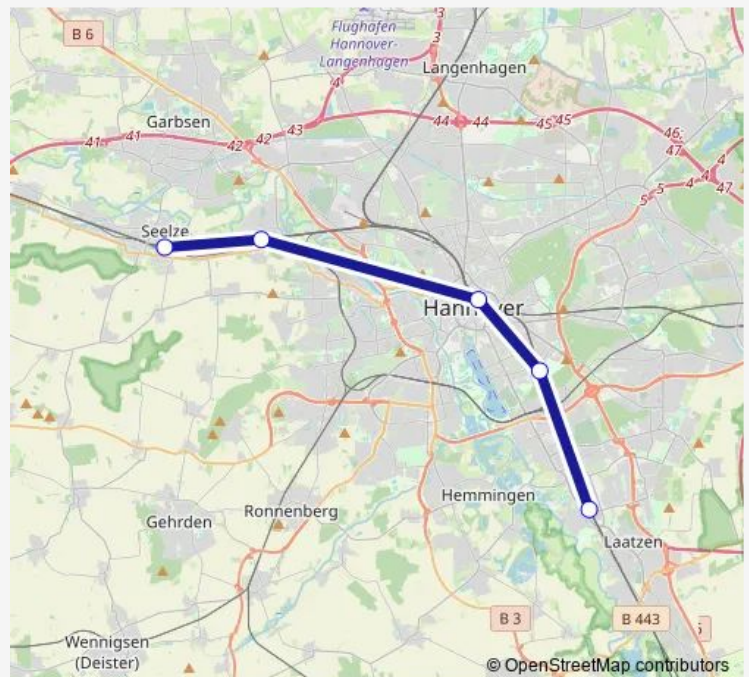 B 6
Flughafen
Hannover-
Langenhagen
3
3
4
Langenhagen
Garbsen
41
41
42
42
43
44
44
45
45
46;
47
4
4
4
47
5
5
Seelze
Hannover
Hemmingen
Ronnenberg
Gehrden
Laatzen
B 3
B 443
Wennigsen
(Deister)
© OpenStreetMap contributors